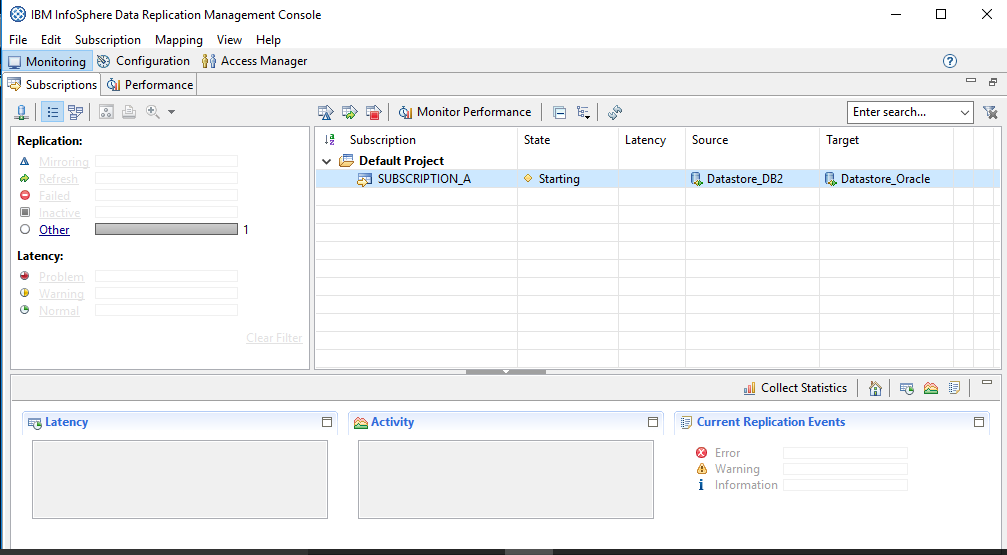 IBM InfoSphere Data Replication Management Console
File Edit Subscription Mapping View Help
Monitoring Configuration Access Manager
Subscriptions Performance
Monitor Performance Enter search...
Replication:
Mirroring
Refresh
Failed
Inactive
Other 1
Latency:
Problem
Warning
Normal
Clear Filter
Subscription State Latency Source Target
Default Project
SUBSCRIPTION_A Starting Datastore_DB2 Datastore_Oracle
Collect Statistics
Latency
Activity
Current Replication Events
Error
Warning
Information